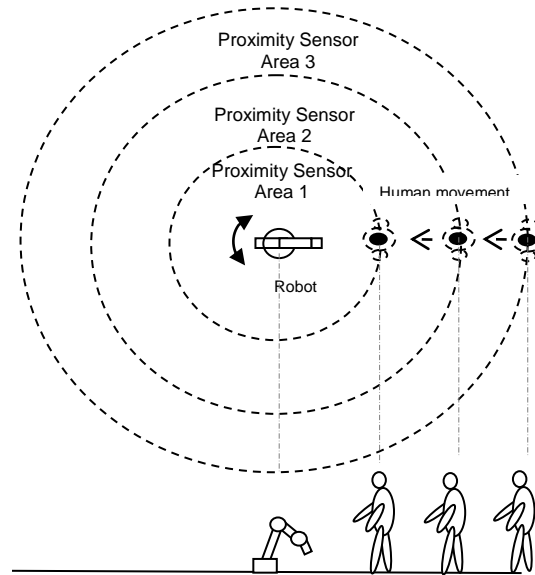 Proximity Sensor
Area 3
Proximity Sensor
Area 2
Proximity Sensor
Area 1
Human movement
Robot